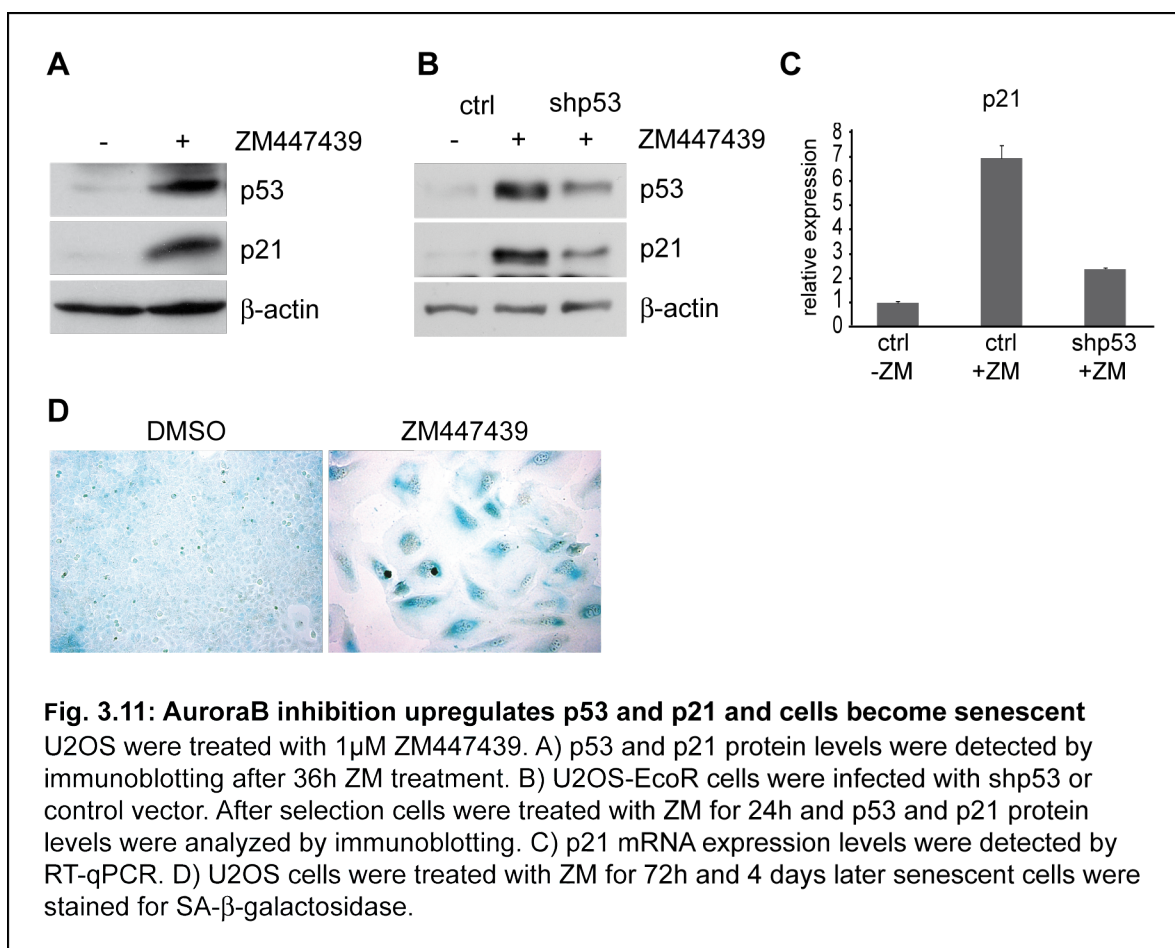 A
- + ZM447439
p53
p21
β-actin
B
ctrl shp53
- + + ZM447439
p53
p21
β-actin
C
p21
relative expression
8
7
6
5
4
3
2
1
0
ctrl ctrl shp53
-ZM +ZM +ZM
D
DMSO ZM447439
Fig. 3.11: AuroraB inhibition upregulates p53 and p21 and cells become senescent
U2OS were treated with 1µM ZM447439. A) p53 and p21 protein levels were detected by
immunoblotting after 36h ZM treatment. B) U2OS-EcoR cells were infected with shp53 or
control vector. After selection cells were treated with ZM for 24h and p53 and p21 protein
levels were analyzed by immunoblotting. C) p21 mRNA expression levels were detected by
RT-qPCR. D) U2OS cells were treated with ZM for 72h and 4 days later senescent cells were
stained for SA-β-galactosidase.